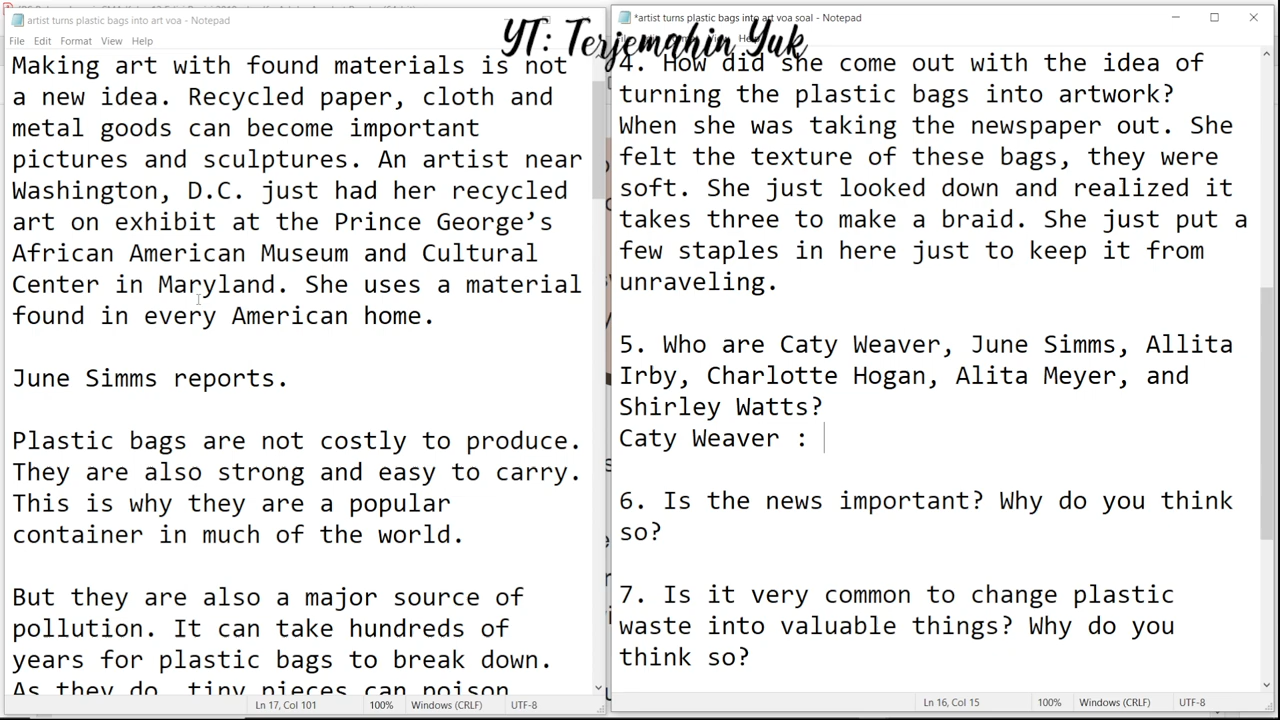 artist turns plastic bags into art voa - Notepad
File Edit Format View Help
Making art with found materials is not
a new idea. Recycled paper, cloth and
metal goods can become important
pictures and sculptures. An artist near
Washington, D.C. just had her recycled
art on exhibit at the Prince George’s
African American Museum and Cultural
Center in Maryland. She uses a material
found in every American home.
June Simms reports.
Plastic bags are not costly to produce.
They are also strong and easy to carry.
This is why they are a popular
container in much of the world.
But they are also a major source of
pollution. It can take hundreds of
years for plastic bags to break down.
As they do, tiny pieces can poison
Ln 17, Col 101 100% Windows (CRLF) UTF-8
YT: Terjemahin Yuk
*artist turns plastic bags into art voa soal - Notepad
4. How did she come out with the idea of
turning the plastic bags into artwork?
When she was taking the newspaper out. She
felt the texture of these bags, they were
soft. She just looked down and realized it
takes three to make a braid. She just put a
few staples in here just to keep it from
unraveling.
5. Who are Caty Weaver, June Simms, Allita
Irby, Charlotte Hogan, Alita Meyer, and
Shirley Watts?
Caty Weaver :
6. Is the news important? Why do you think
so?
7. Is it very common to change plastic
waste into valuable things? Why do you
think so?
Ln 16, Col 15 100% Windows (CRLF) UTF-8